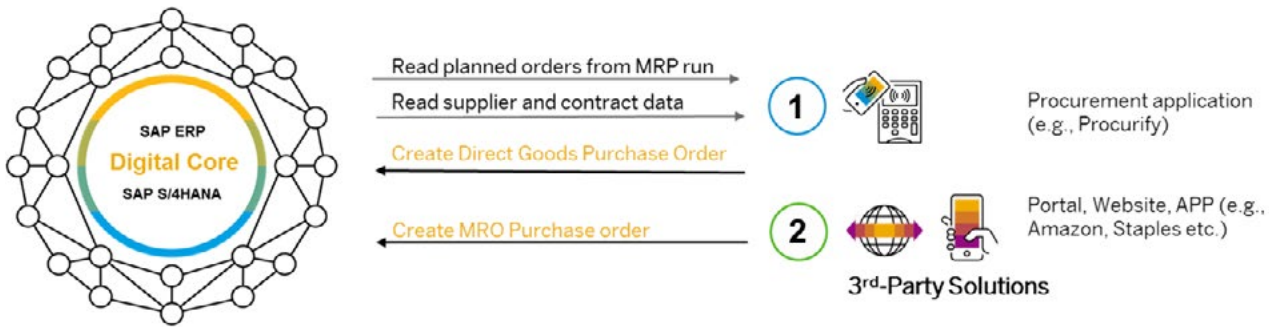 SAP ERP
Digital Core
SAP S/4HANA
Read planned orders from MRP run
Read supplier and contract data
Create Direct Goods Purchase Order
Create MRO Purchase order
1
Procurement application
(e.g., Procurify)
2
Portal, Website, APP (e.g.,
Amazon, Staples etc.)
3rd-Party Solutions